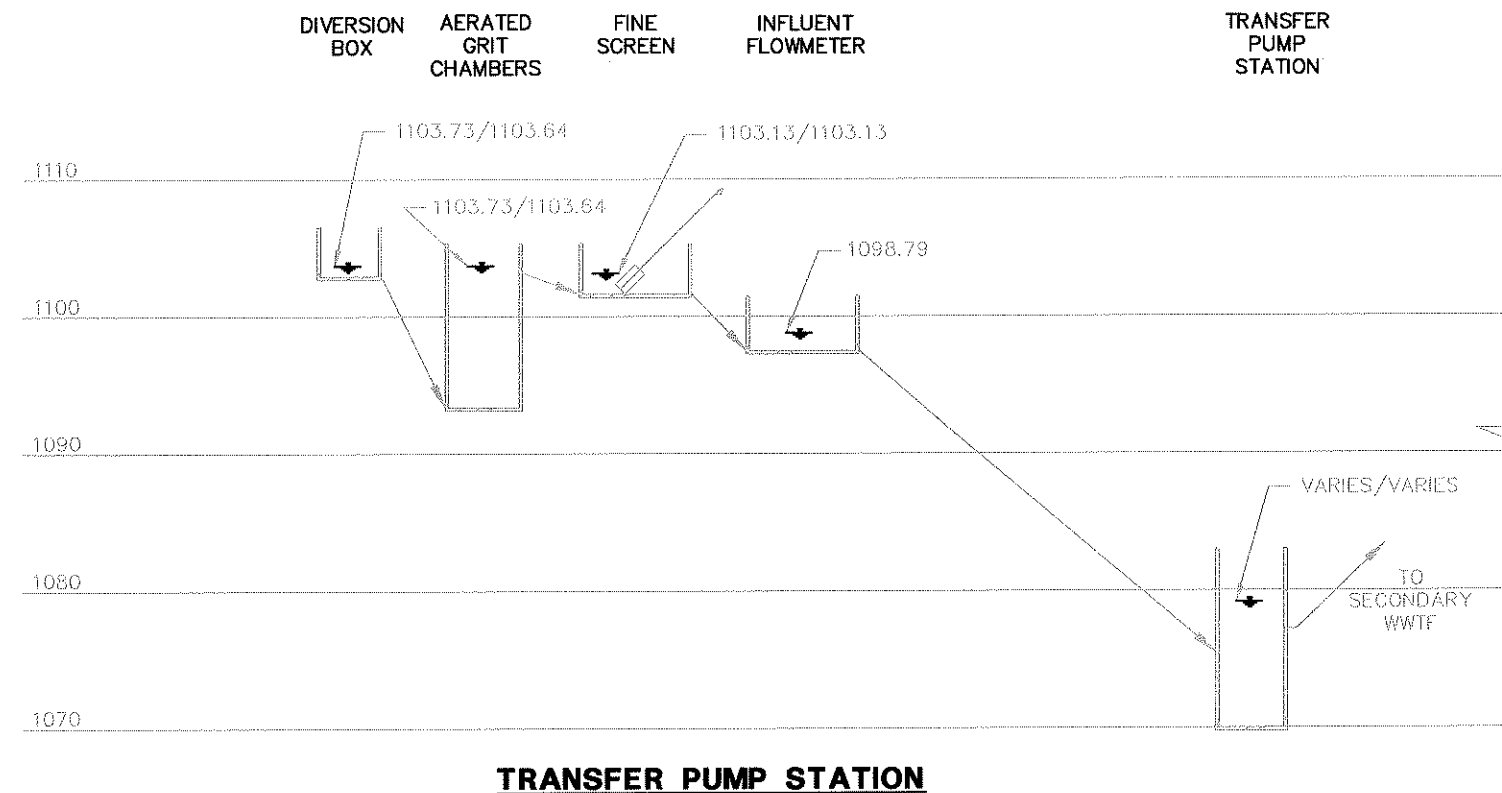 DIVERSION
BOX
AERATED
GRIT
CHAMBERS
FINE
SCREEN
INFLUENT
FLOWMETER
TRANSFER
PUMP
STATION
1103.73/1103.64
1103.13/1103.13
1110
1103.73/1103.64
1098.79
1100
1090
VARIES/VARIES
1080
TO
SECONDARY
WWTF
1070
TRANSFER PUMP STATION